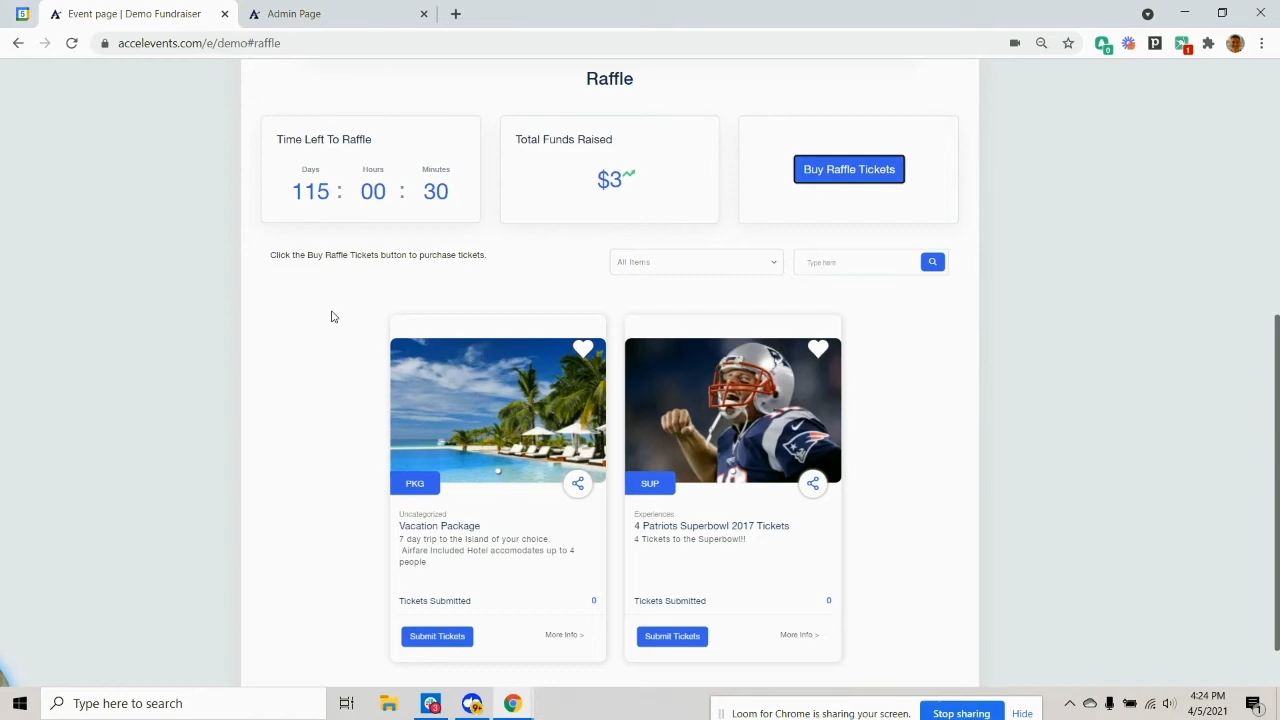 Event page | Demo Fundraiser
Admin Page
accelevents.com/e/demo#raffle
0
1
Raffle
Time Left To Raffle
Days Hours Minutes
115 : 00 : 30
Total Funds Raised
$3
Buy Raffle Tickets
Click the Buy Raffle Tickets button to purchase tickets.
All Items
Type here
PKG
Uncategorized
Vacation Package
7 day trip to the Island of your choice.
Airfare Included Hotel accomodates up to 4
people
Tickets Submitted 0
Submit Tickets More Info >
SUP
Experiences
4 Patriots Superbowl 2017 Tickets
4 Tickets to the Superbowl!!
Tickets Submitted 0
Submit Tickets More Info >
Type here to search
3
9+
Loom for Chrome is sharing your screen.
Stop sharing
Hide
4:24 PM
4/5/2021
1